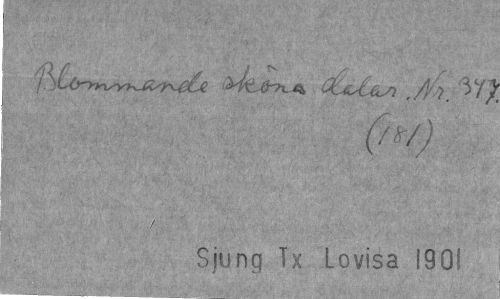 Blommande sköna dalar. Nr. 347.
(181)
Sjung Tx Lovisa 1901